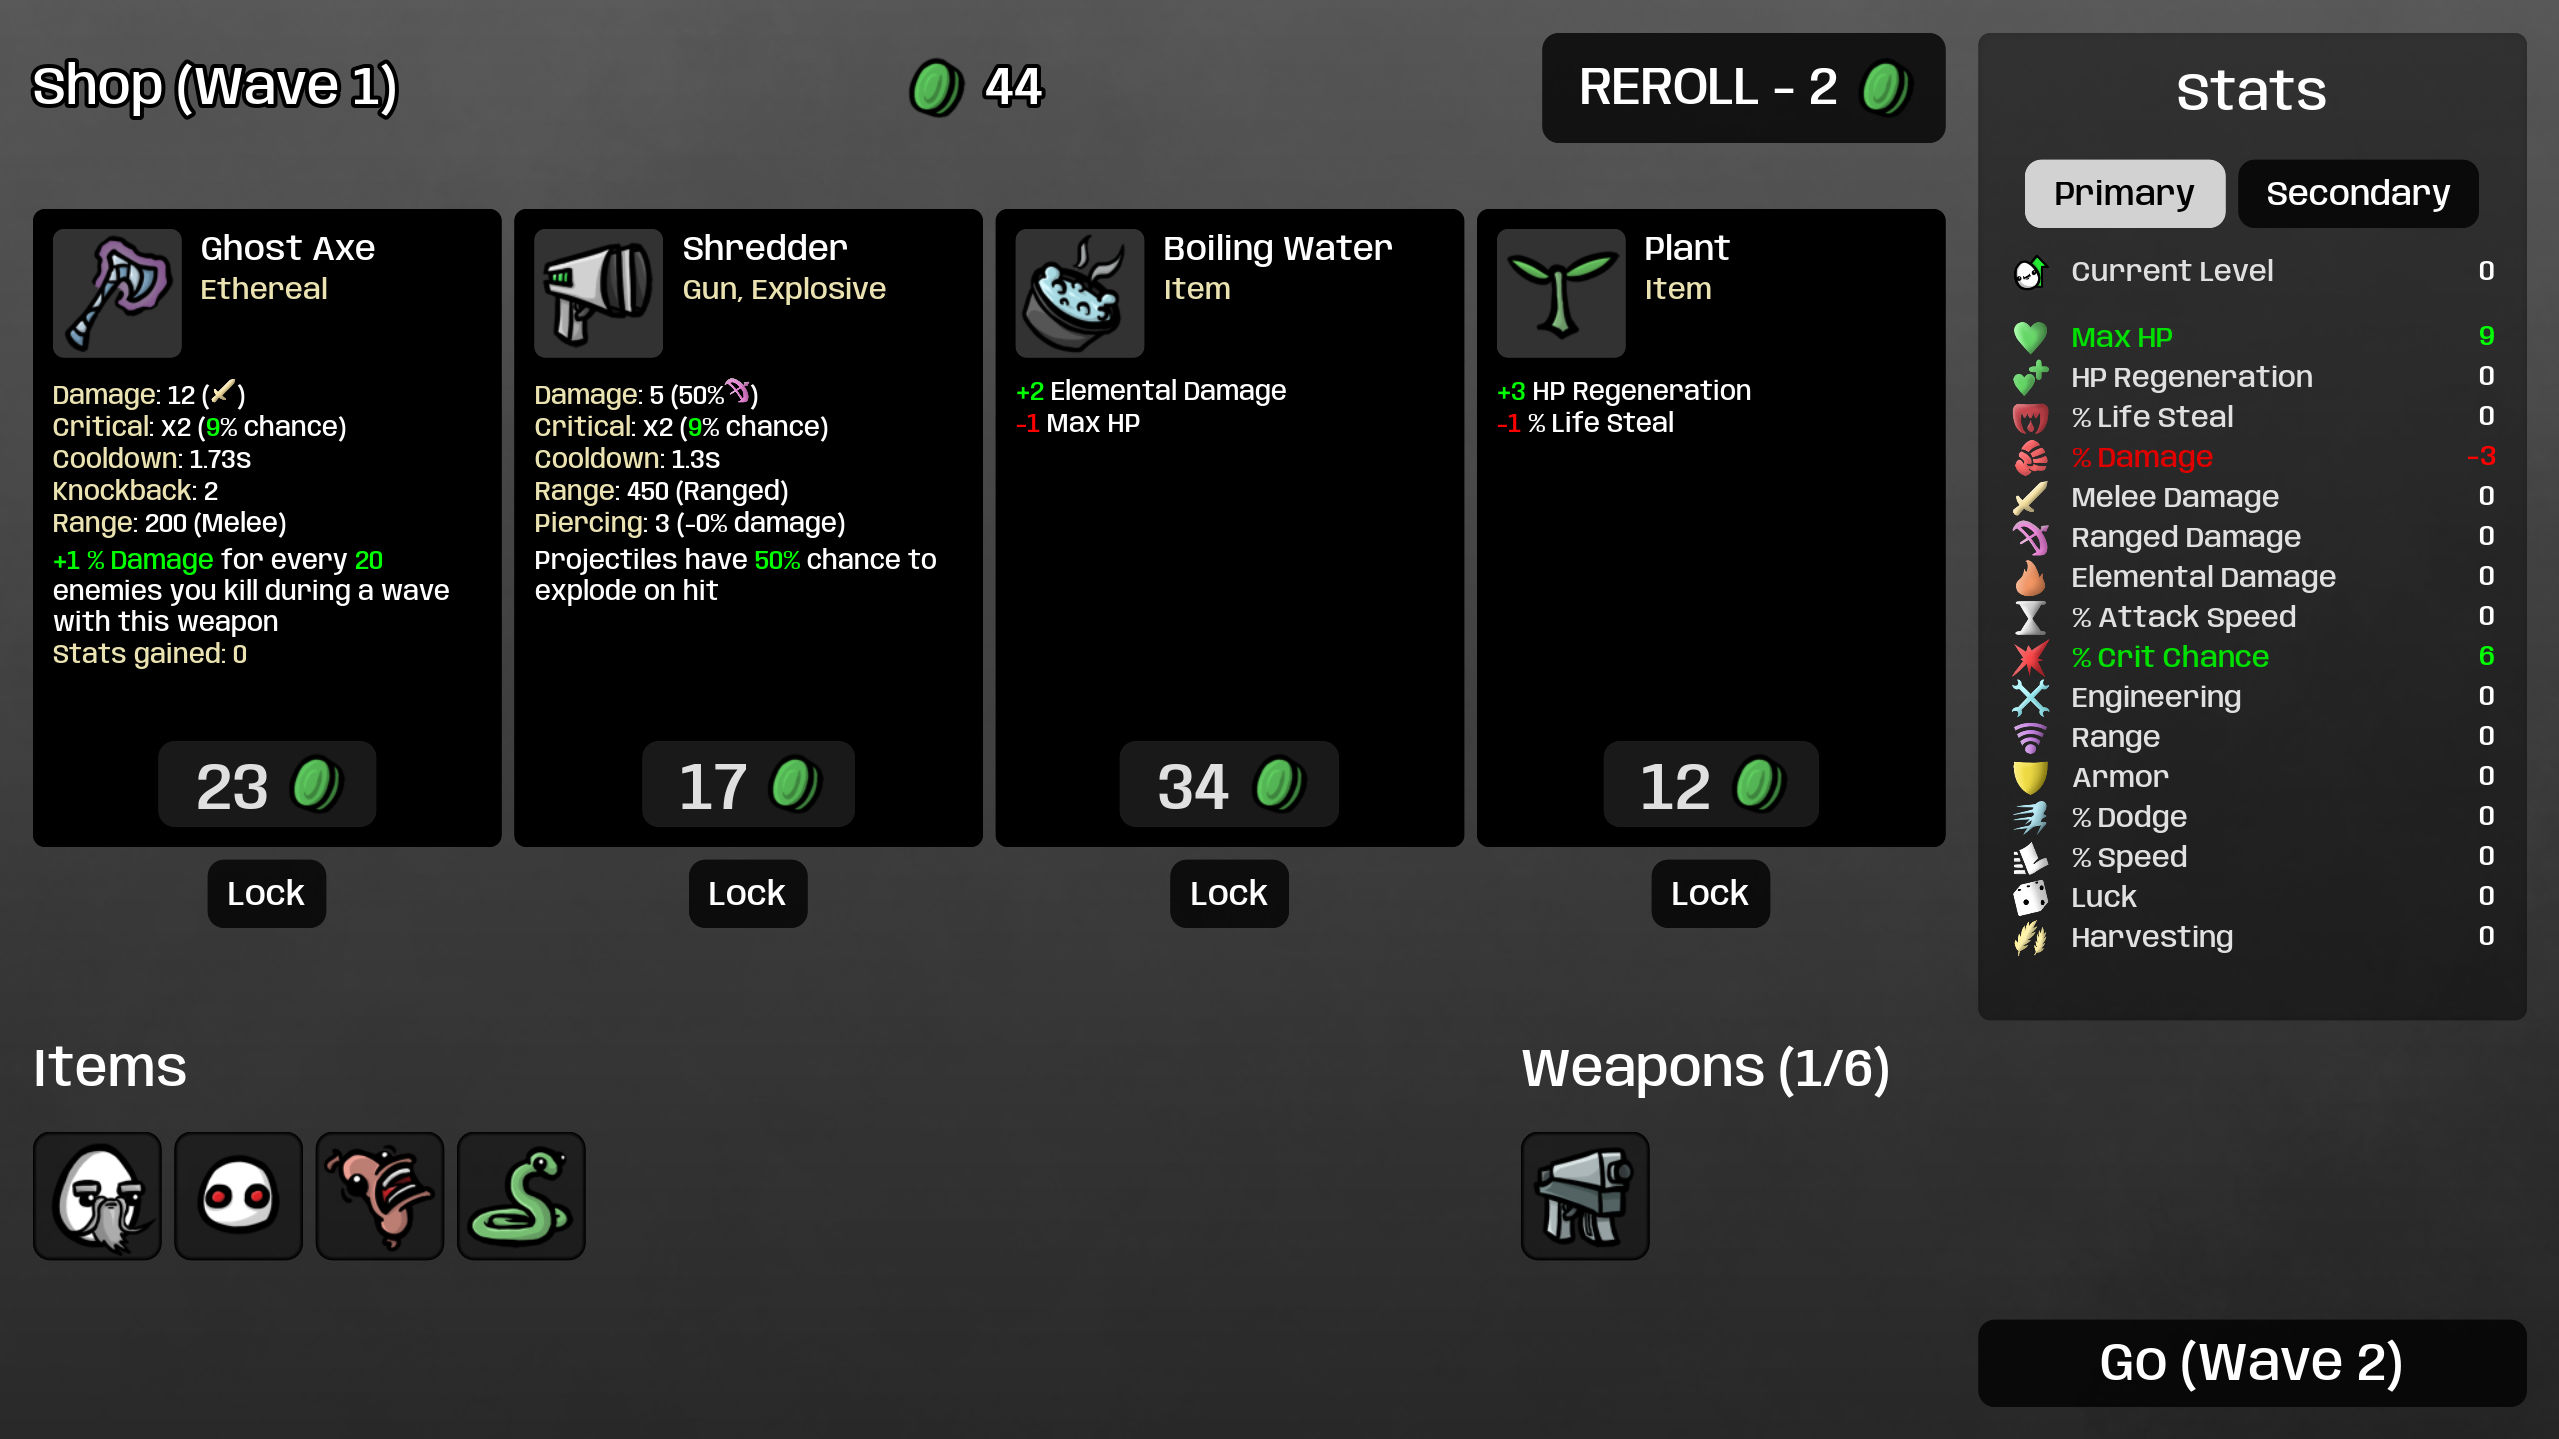 Shop (Wave 1)
44
REROLL - 2
Ghost Axe
Ethereal
Damage: 12 ( )
Critical: x2 (9% chance)
Cooldown: 1.73s
Knockback: 2
Range: 200 (Melee)
+1 % Damage for every 20
enemies you kill during a wave
with this weapon
Stats gained: 0
23
Lock
Shredder
Gun, Explosive
Damage: 5 (50% )
Critical: x2 (9% chance)
Cooldown: 1.3s
Range: 450 (Ranged)
Piercing: 3 (-0% damage)
Projectiles have 50% chance to
explode on hit
17
Lock
Boiling Water
Item
+2 Elemental Damage
-1 Max HP
34
Lock
Plant
Item
+3 HP Regeneration
-1 % Life Steal
12
Lock
Stats
Primary
Secondary
Current Level 0
Max HP 9
HP Regeneration 0
% Life Steal 0
% Damage -3
Melee Damage 0
Ranged Damage 0
Elemental Damage 0
% Attack Speed 0
% Crit Chance 6
Engineering 0
Range 0
Armor 0
% Dodge 0
% Speed 0
Luck 0
Harvesting 0
Items
Weapons (1/6)
Go (Wave 2)